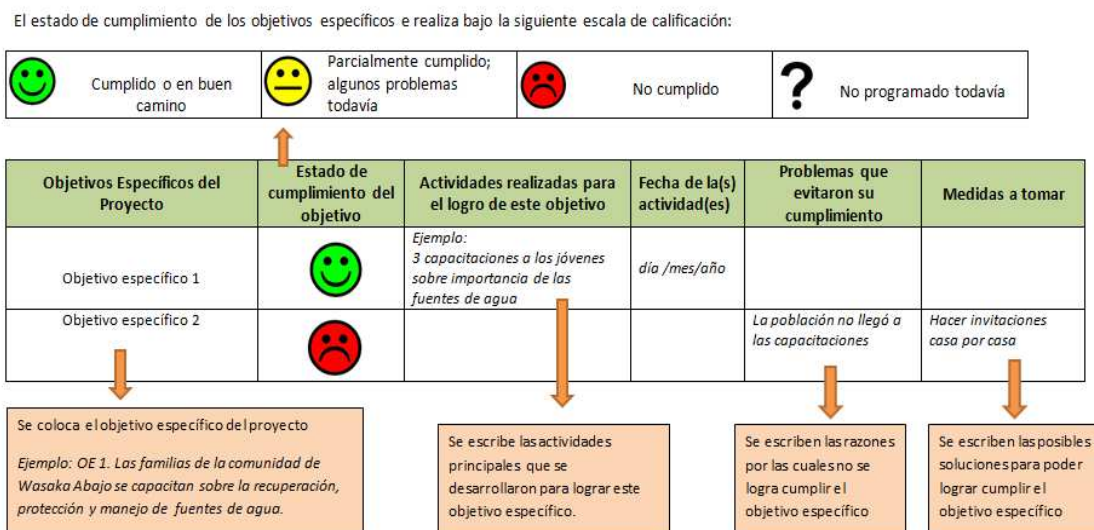 El estado de cumplimiento de los objetivos específicos e realiza bajo la siguiente escala de calificación:
Cumplido o en buen
camino
Parcialmente cumplido;
algunos problemas
todavía
No cumplido
?
No programado todavía
Objetivos Específicos del
Proyecto
Estado de
cumplimiento del
objetivo
Actividades realizadas para
el logro de este objetivo
Fecha de la(s)
actividad(es)
Problemas que
evitaron su
cumplimiento
Medidas a tomar
Objetivo específico 1
Ejemplo:
3 capacitaciones a los jóvenes
sobre importancia de las
fuentes de agua
día /mes/año
Objetivo específico 2
La población no llegó a
las capacitaciones
Hacer invitaciones
casa por casa
Se coloca el objetivo específico del proyecto
Ejemplo: OE 1. Las familias de la comunidad de
Wasaka Abajo se capacitan sobre la recuperación,
protección y manejo de fuentes de agua.
Se escribe las actividades
principales que se
desarrollaron para lograr este
objetivo específico.
Se escriben las razones
por las cuales no se
logra cumplir el
objetivo específico
Se escriben las posibles
soluciones para poder
lograr cumplir el
objetivo específico